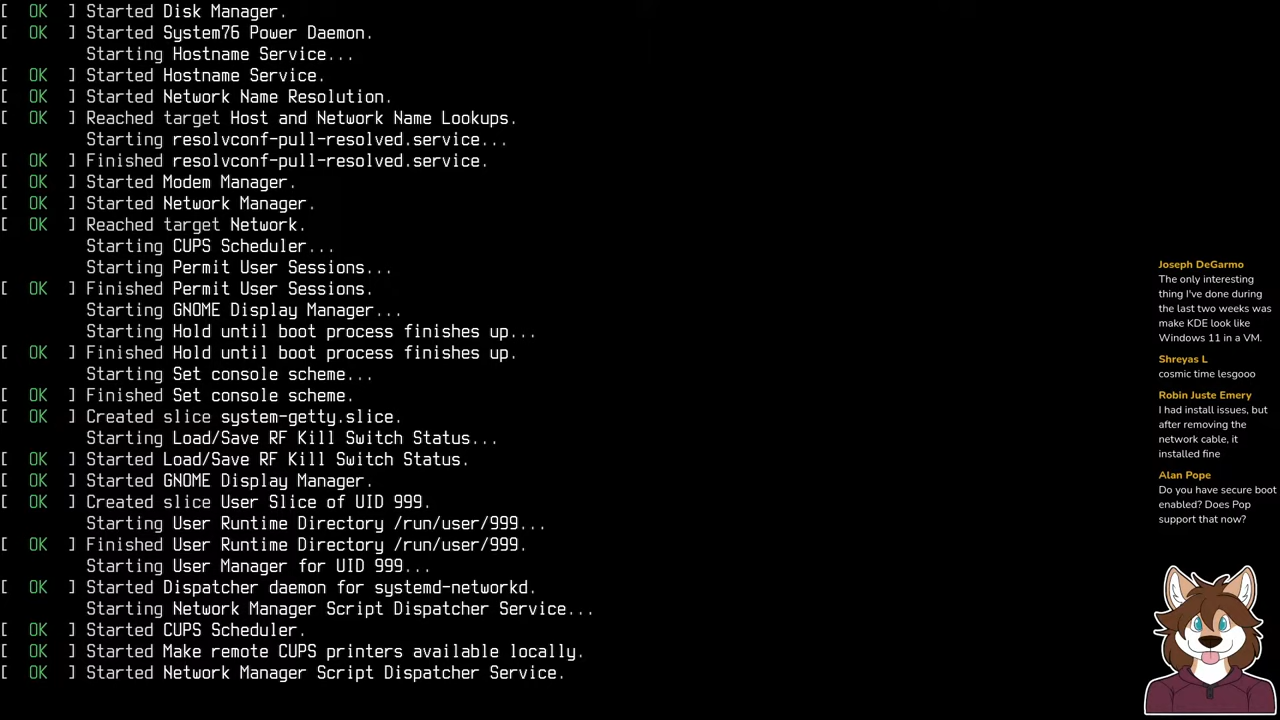 [  OK  ] Started Disk Manager.
[  OK  ] Started System76 Power Daemon.
Starting Hostname Service...
[  OK  ] Started Hostname Service.
[  OK  ] Started Network Name Resolution.
[  OK  ] Reached target Host and Network Name Lookups.
Starting resolvconf-pull-resolved.service...
[  OK  ] Finished resolvconf-pull-resolved.service.
[  OK  ] Started Modem Manager.
[  OK  ] Started Network Manager.
[  OK  ] Reached target Network.
Starting CUPS Scheduler...
Starting Permit User Sessions...
[  OK  ] Finished Permit User Sessions.
Starting GNOME Display Manager...
Starting Hold until boot process finishes up...
[  OK  ] Finished Hold until boot process finishes up.
Starting Set console scheme...
[  OK  ] Finished Set console scheme.
[  OK  ] Created slice system-getty.slice.
Starting Load/Save RF Kill Switch Status...
[  OK  ] Started Load/Save RF Kill Switch Status.
[  OK  ] Started GNOME Display Manager.
[  OK  ] Created slice User Slice of UID 999.
Starting User Runtime Directory /run/user/999...
[  OK  ] Finished User Runtime Directory /run/user/999.
Starting User Manager for UID 999...
[  OK  ] Started Dispatcher daemon for systemd-networkd.
Starting Network Manager Script Dispatcher Service...
[  OK  ] Started CUPS Scheduler.
[  OK  ] Started Make remote CUPS printers available locally.
[  OK  ] Started Network Manager Script Dispatcher Service.
Joseph DeGarmo
The only interesting
thing I've done during
the last two weeks was
make KDE look like
Windows 11 in a VM.
Shreyas L
cosmic time lesgooo
Robin Juste Emery
I had install issues, but
after removing the
network cable, it
installed fine
Alan Pope
Do you have secure boot
enabled? Does Pop
support that now?